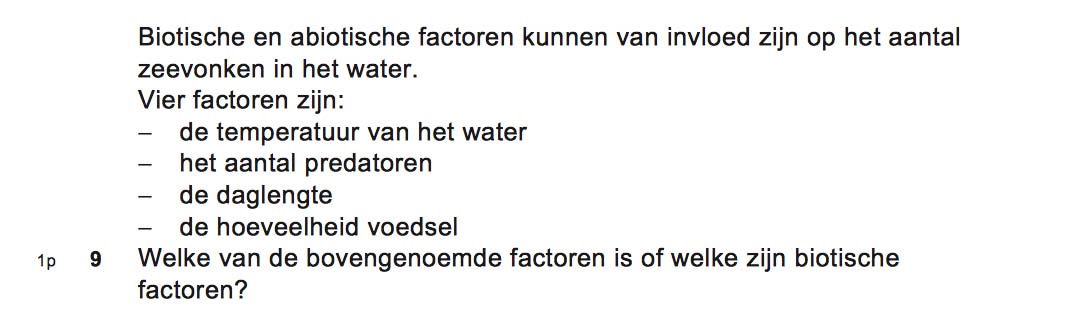 Biotische en abiotische factoren kunnen van invloed zijn op het aantal
zeevonken in het water.
Vier factoren zijn:
– de temperatuur van het water
– het aantal predatoren
– de daglengte
– de hoeveelheid voedsel
1p 9 Welke van de bovengenoemde factoren is of welke zijn biotische
factoren?